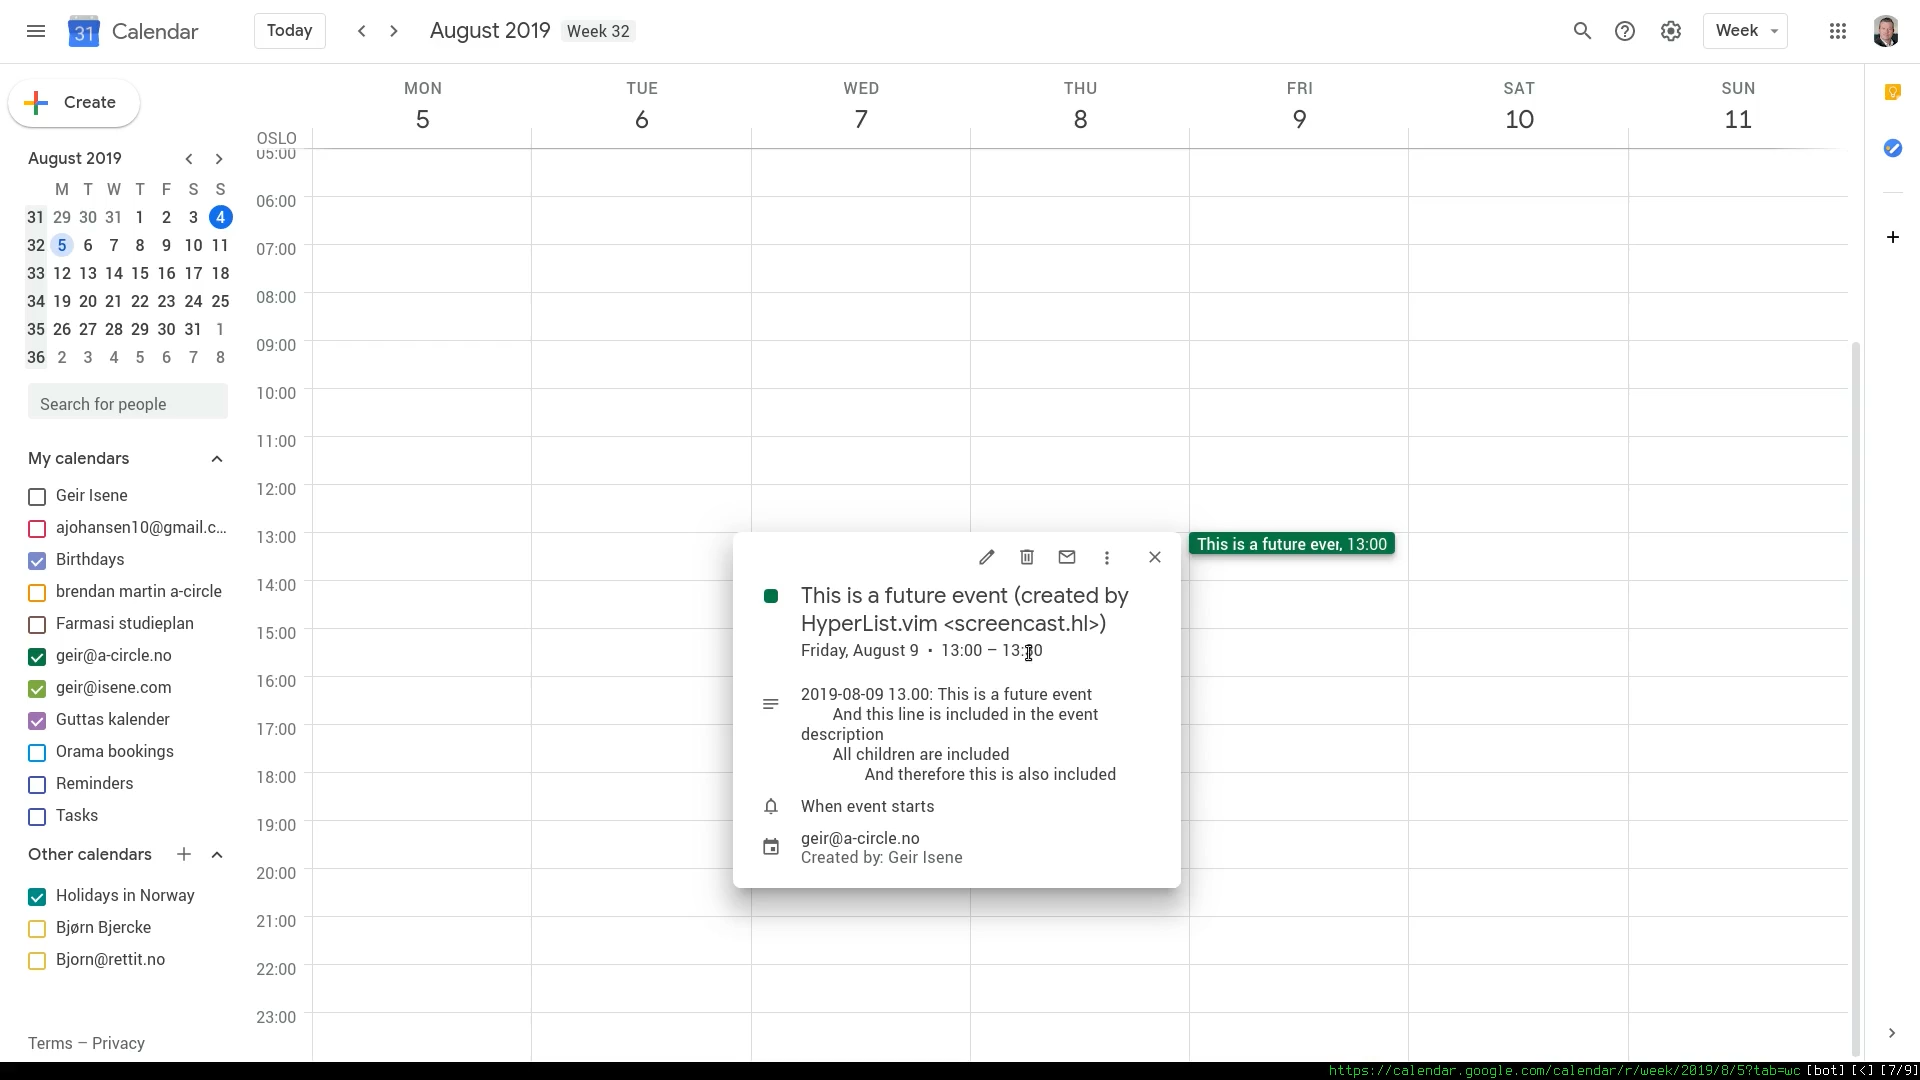 31 Calendar Today August 2019 Week 32 Week
Create
August 2019
M T W T F S S
31 29 30 31 1 2 3 4
32 5 6 7 8 9 10 11
33 12 13 14 15 16 17 18
34 19 20 21 22 23 24 25
35 26 27 28 29 30 31 1
36 2 3 4 5 6 7 8
Search for people
My calendars
Geir Isene
ajohansen10@gmail.c...
Birthdays
brendan martin a-circle
Farmasi studieplan
geir@a-circle.no
geir@isene.com
Guttas kalender
Orama bookings
Reminders
Tasks
Other calendars
Holidays in Norway
Bjørn Bjercke
Bjorn@rettit.no
Terms – Privacy
MON TUE WED THU FRI SAT SUN
5 6 7 8 9 10 11
OSLO
05:00
06:00
07:00
08:00
09:00
10:00
11:00
12:00
13:00
14:00
15:00
16:00
17:00
18:00
19:00
20:00
21:00
22:00
23:00
This is a future ever, 13:00
This is a future event (created by
HyperList.vim <screencast.hl>)
Friday, August 9 • 13:00 – 13:30
2019-08-09 13.00: This is a future event
And this line is included in the event
description
All children are included
And therefore this is also included
When event starts
geir@a-circle.no
Created by: Geir Isene
https://calendar.google.com/calendar/r/week/2019/8/5?tab=wc [bot] [<] [7/9]